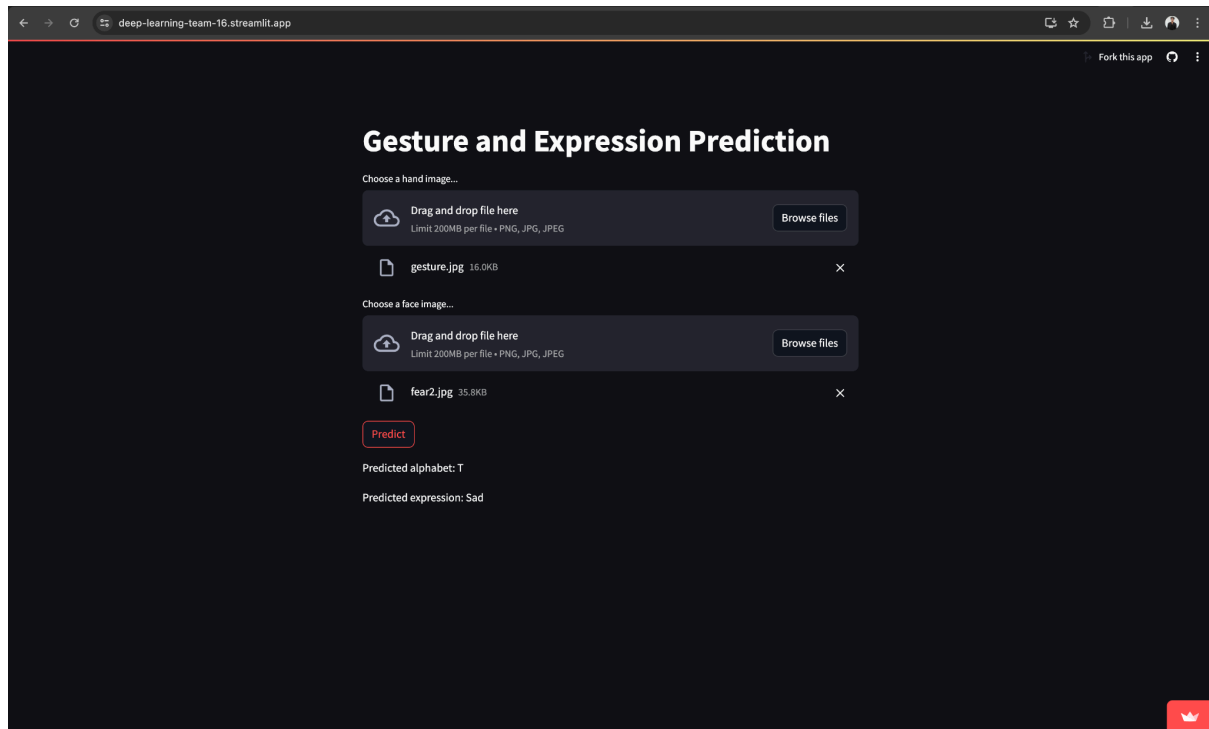 deep-learning-team-16.streamlit.app
Fork this app
Gesture and Expression Prediction
Choose a hand image...
Drag and drop file here
Limit 200MB per file • PNG, JPG, JPEG
Browse files
gesture.jpg 16.0KB
Choose a face image...
Drag and drop file here
Limit 200MB per file • PNG, JPG, JPEG
Browse files
fear2.jpg 35.8KB
Predict
Predicted alphabet: T
Predicted expression: Sad